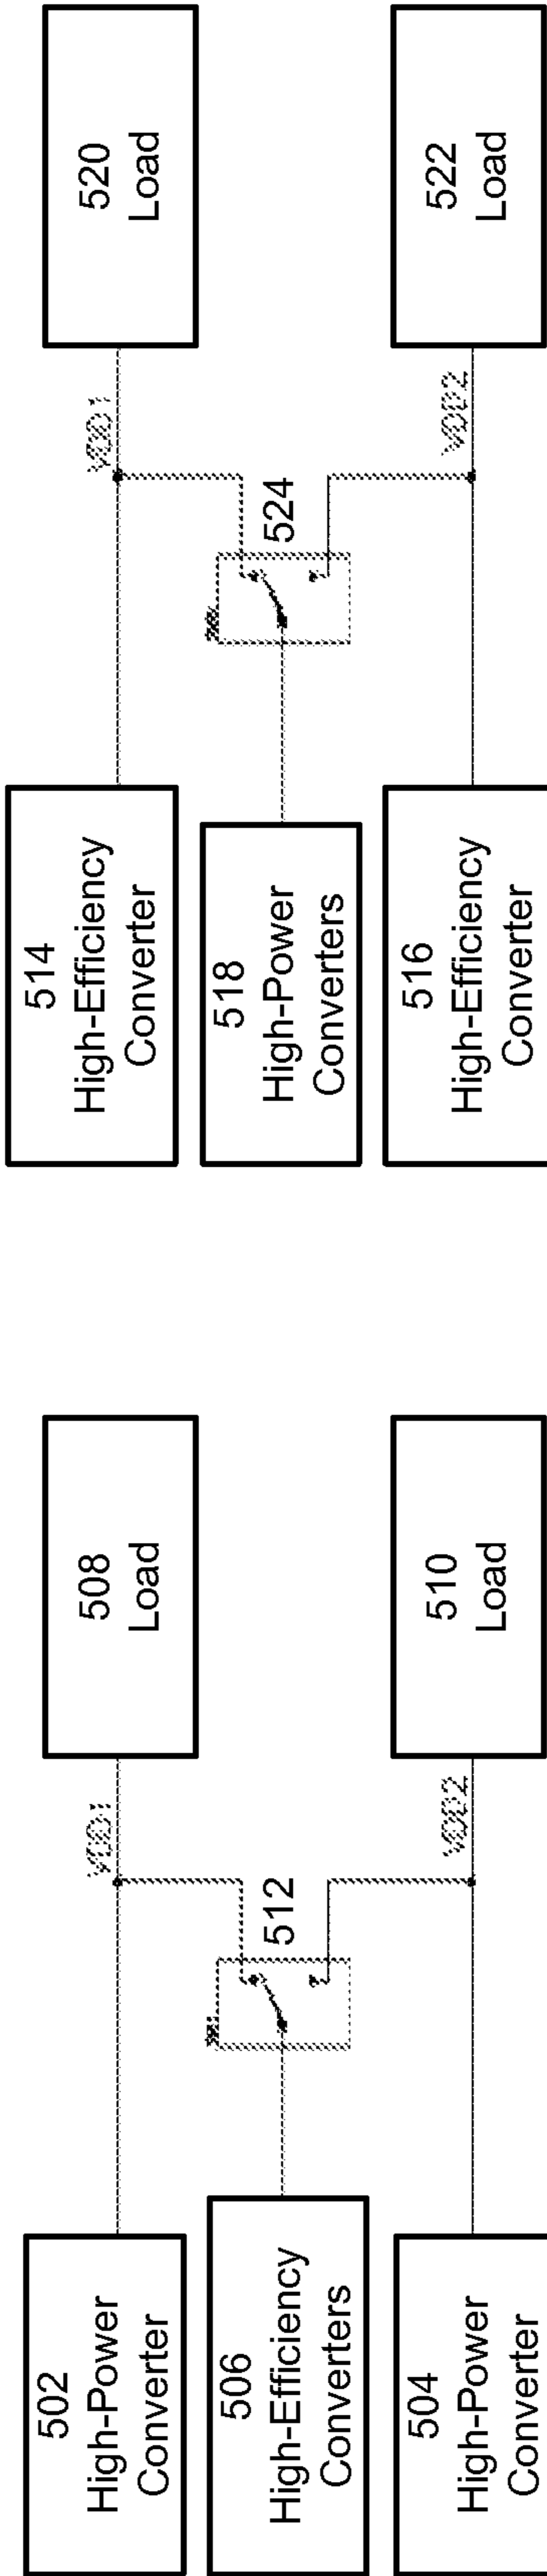 502
High-Power
Converter
VDD1
508
Load
506
High-Efficiency
Converters
512
504
High-Power
Converter
VDD2
510
Load
514
High-Efficiency
Converter
VDD1
520
Load
518
High-Power
Converters
524
516
High-Efficiency
Converter
VDD2
522
Load